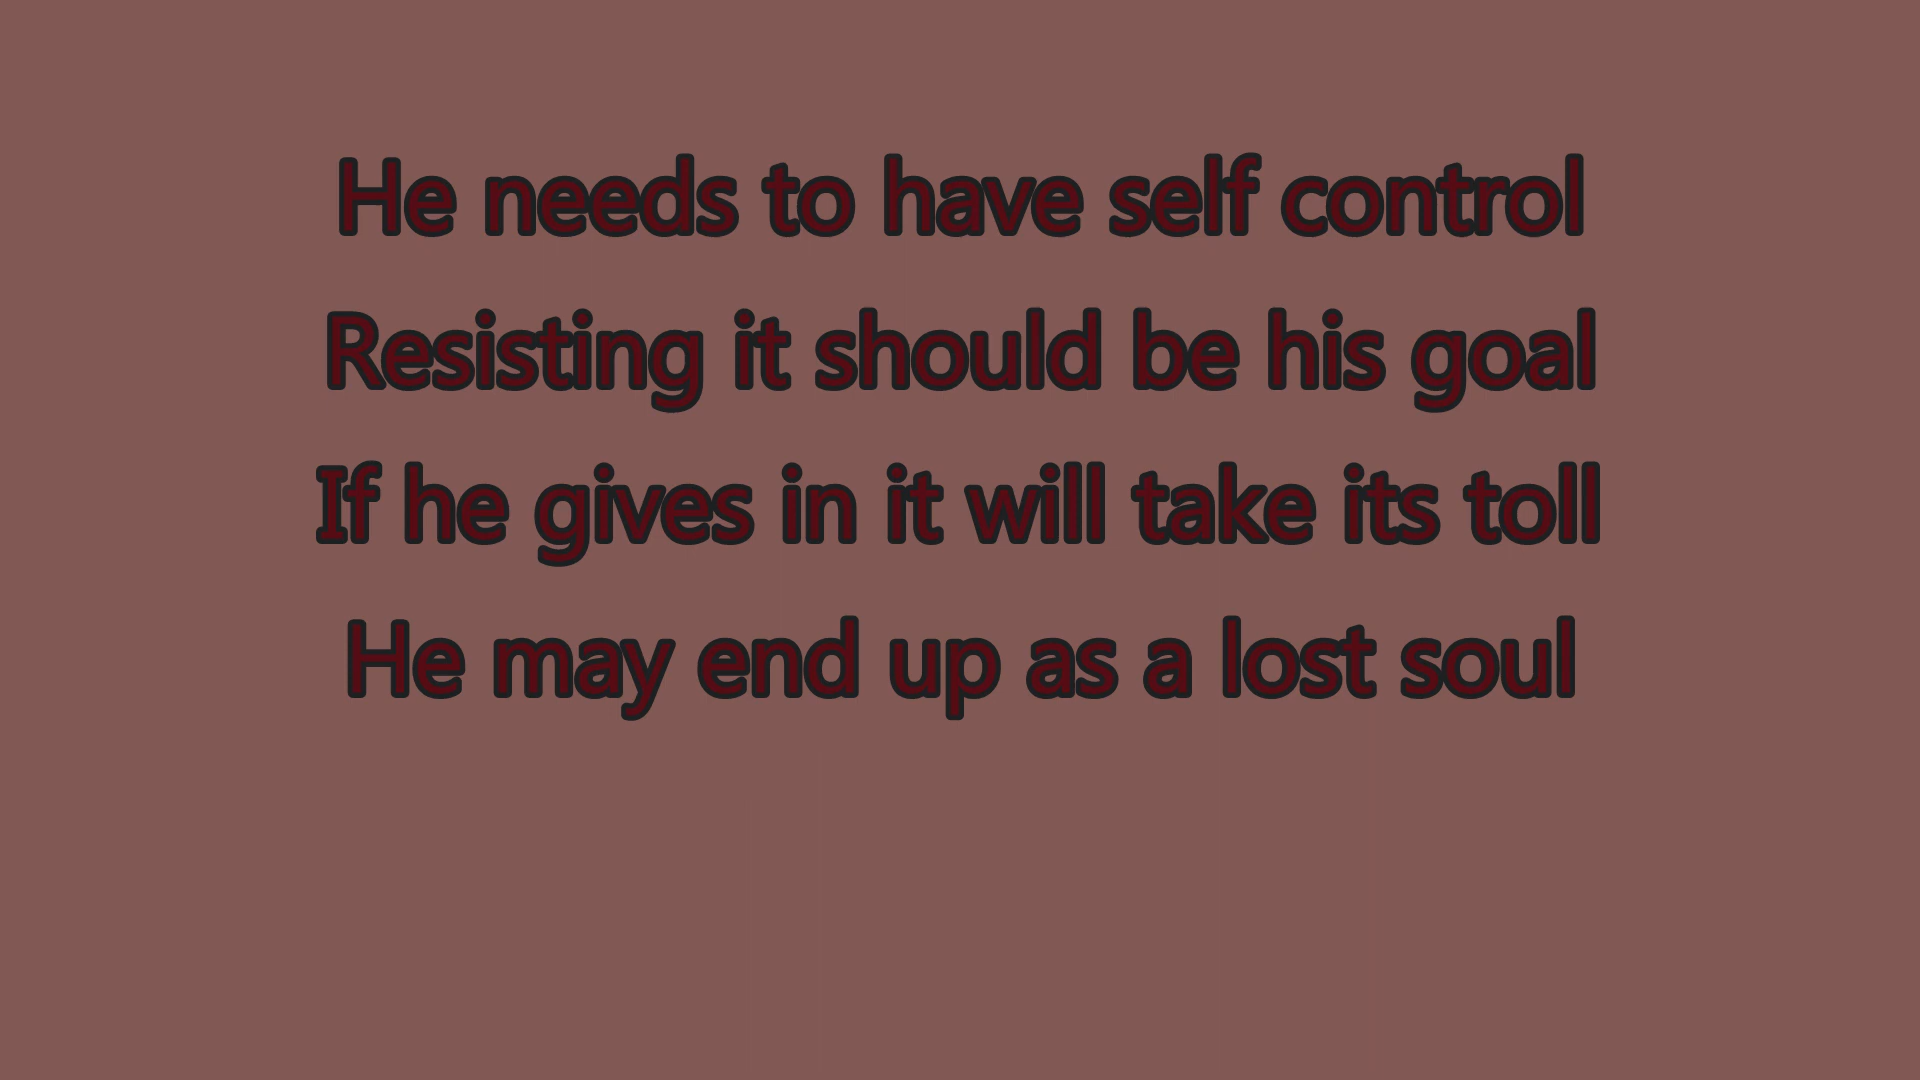 He needs to have self control
Resisting it should be his goal
If he gives in it will take its toll
He may end up as a lost soul